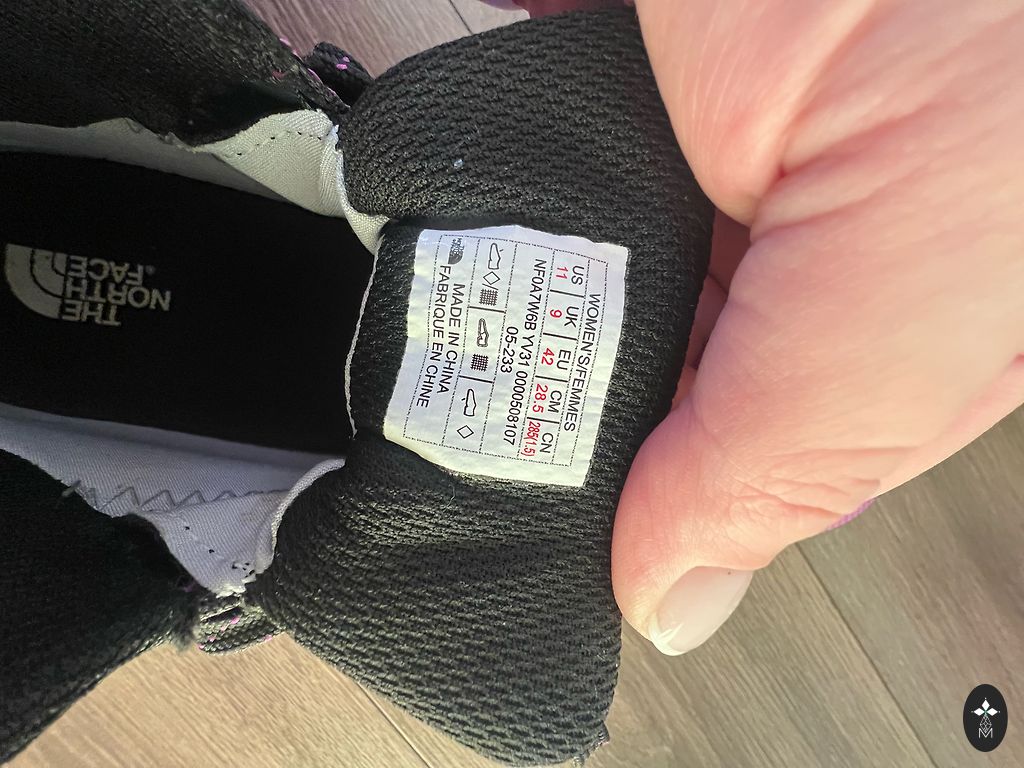 WOMEN'S/FEMMES
US | UK | EU | CM | CN
11 | 9 | 42 | 28.5 | 285(1.5)
NF0A7W6B YV31 0000508107
05-233
MADE IN CHINA
FABRIQUE EN CHINE
THE
NORTH
FACE®
M